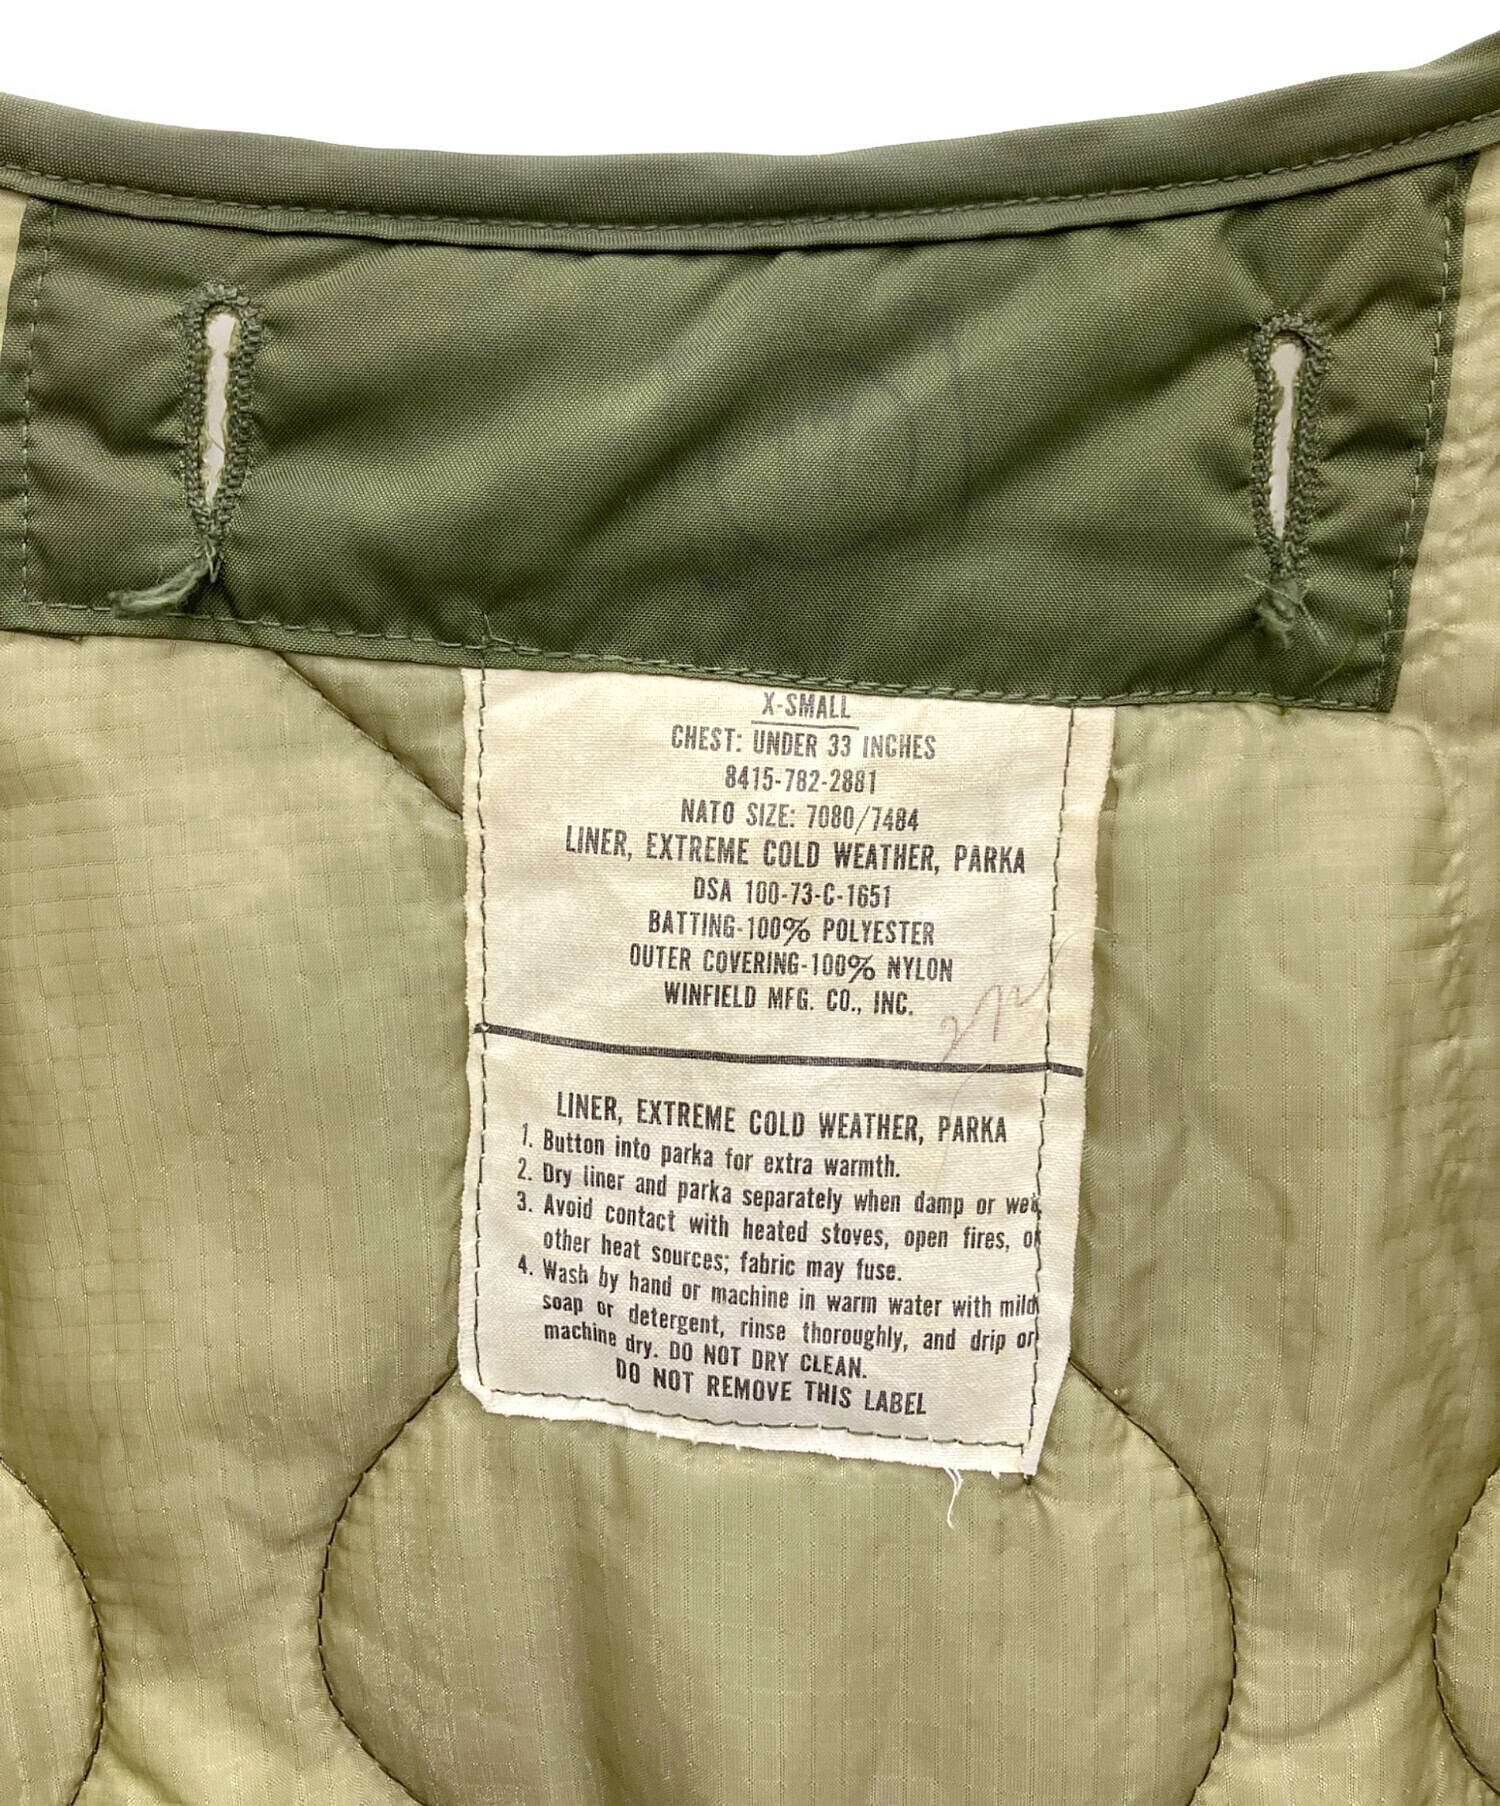 X-SMALL
CHEST: UNDER 33 INCHES
8415-782-2881
NATO SIZE: 7080/7484
LINER, EXTREME COLD WEATHER, PARKA
DSA 100-73-C-1651
BATTING-100% POLYESTER
OUTER COVERING-100% NYLON
WINFIELD MFG. CO., INC.
LINER, EXTREME COLD WEATHER, PARKA
1. Button into parka for extra warmth.
2. Dry liner and parka separately when damp or wet,
3. Avoid contact with heated stoves, open fires, or
other heat sources; fabric may fuse.
4. Wash by hand or machine in warm water with mild
soap or detergent, rinse thoroughly, and drip or
machine dry. DO NOT DRY CLEAN.
DO NOT REMOVE THIS LABEL